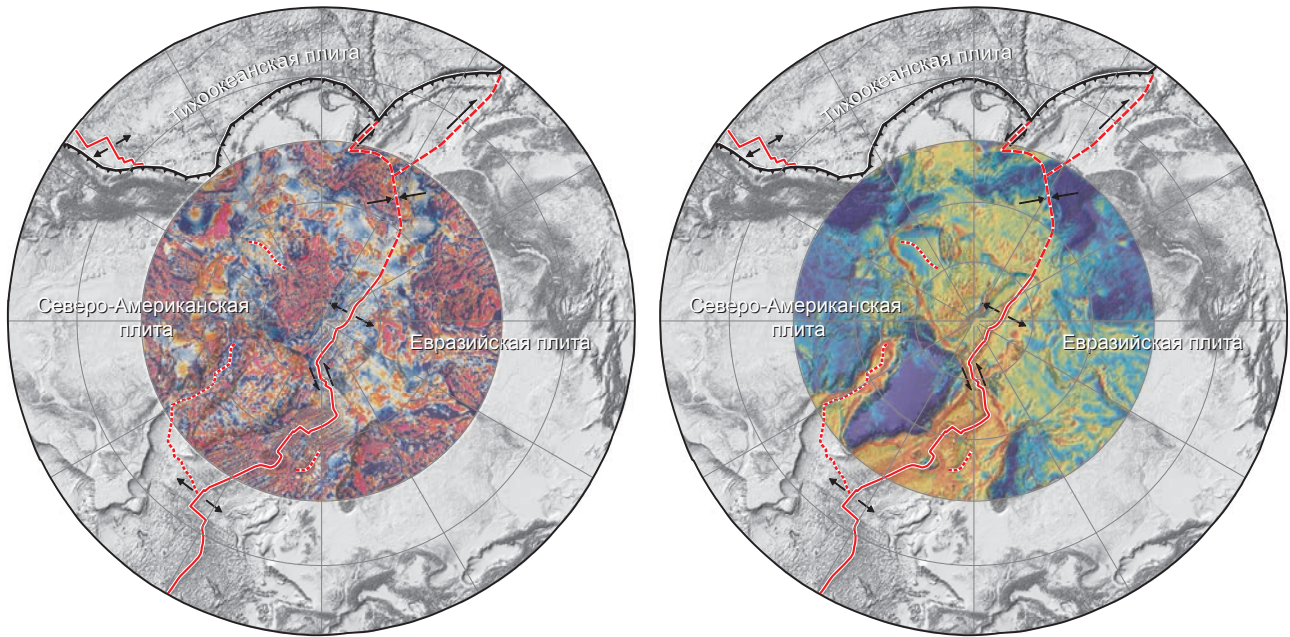 Тихоокеанская плита
Северо-Американская
плита
Евразийская плита
Тихоокеанская плита
Северо-Американская
плита
Евразийская плита